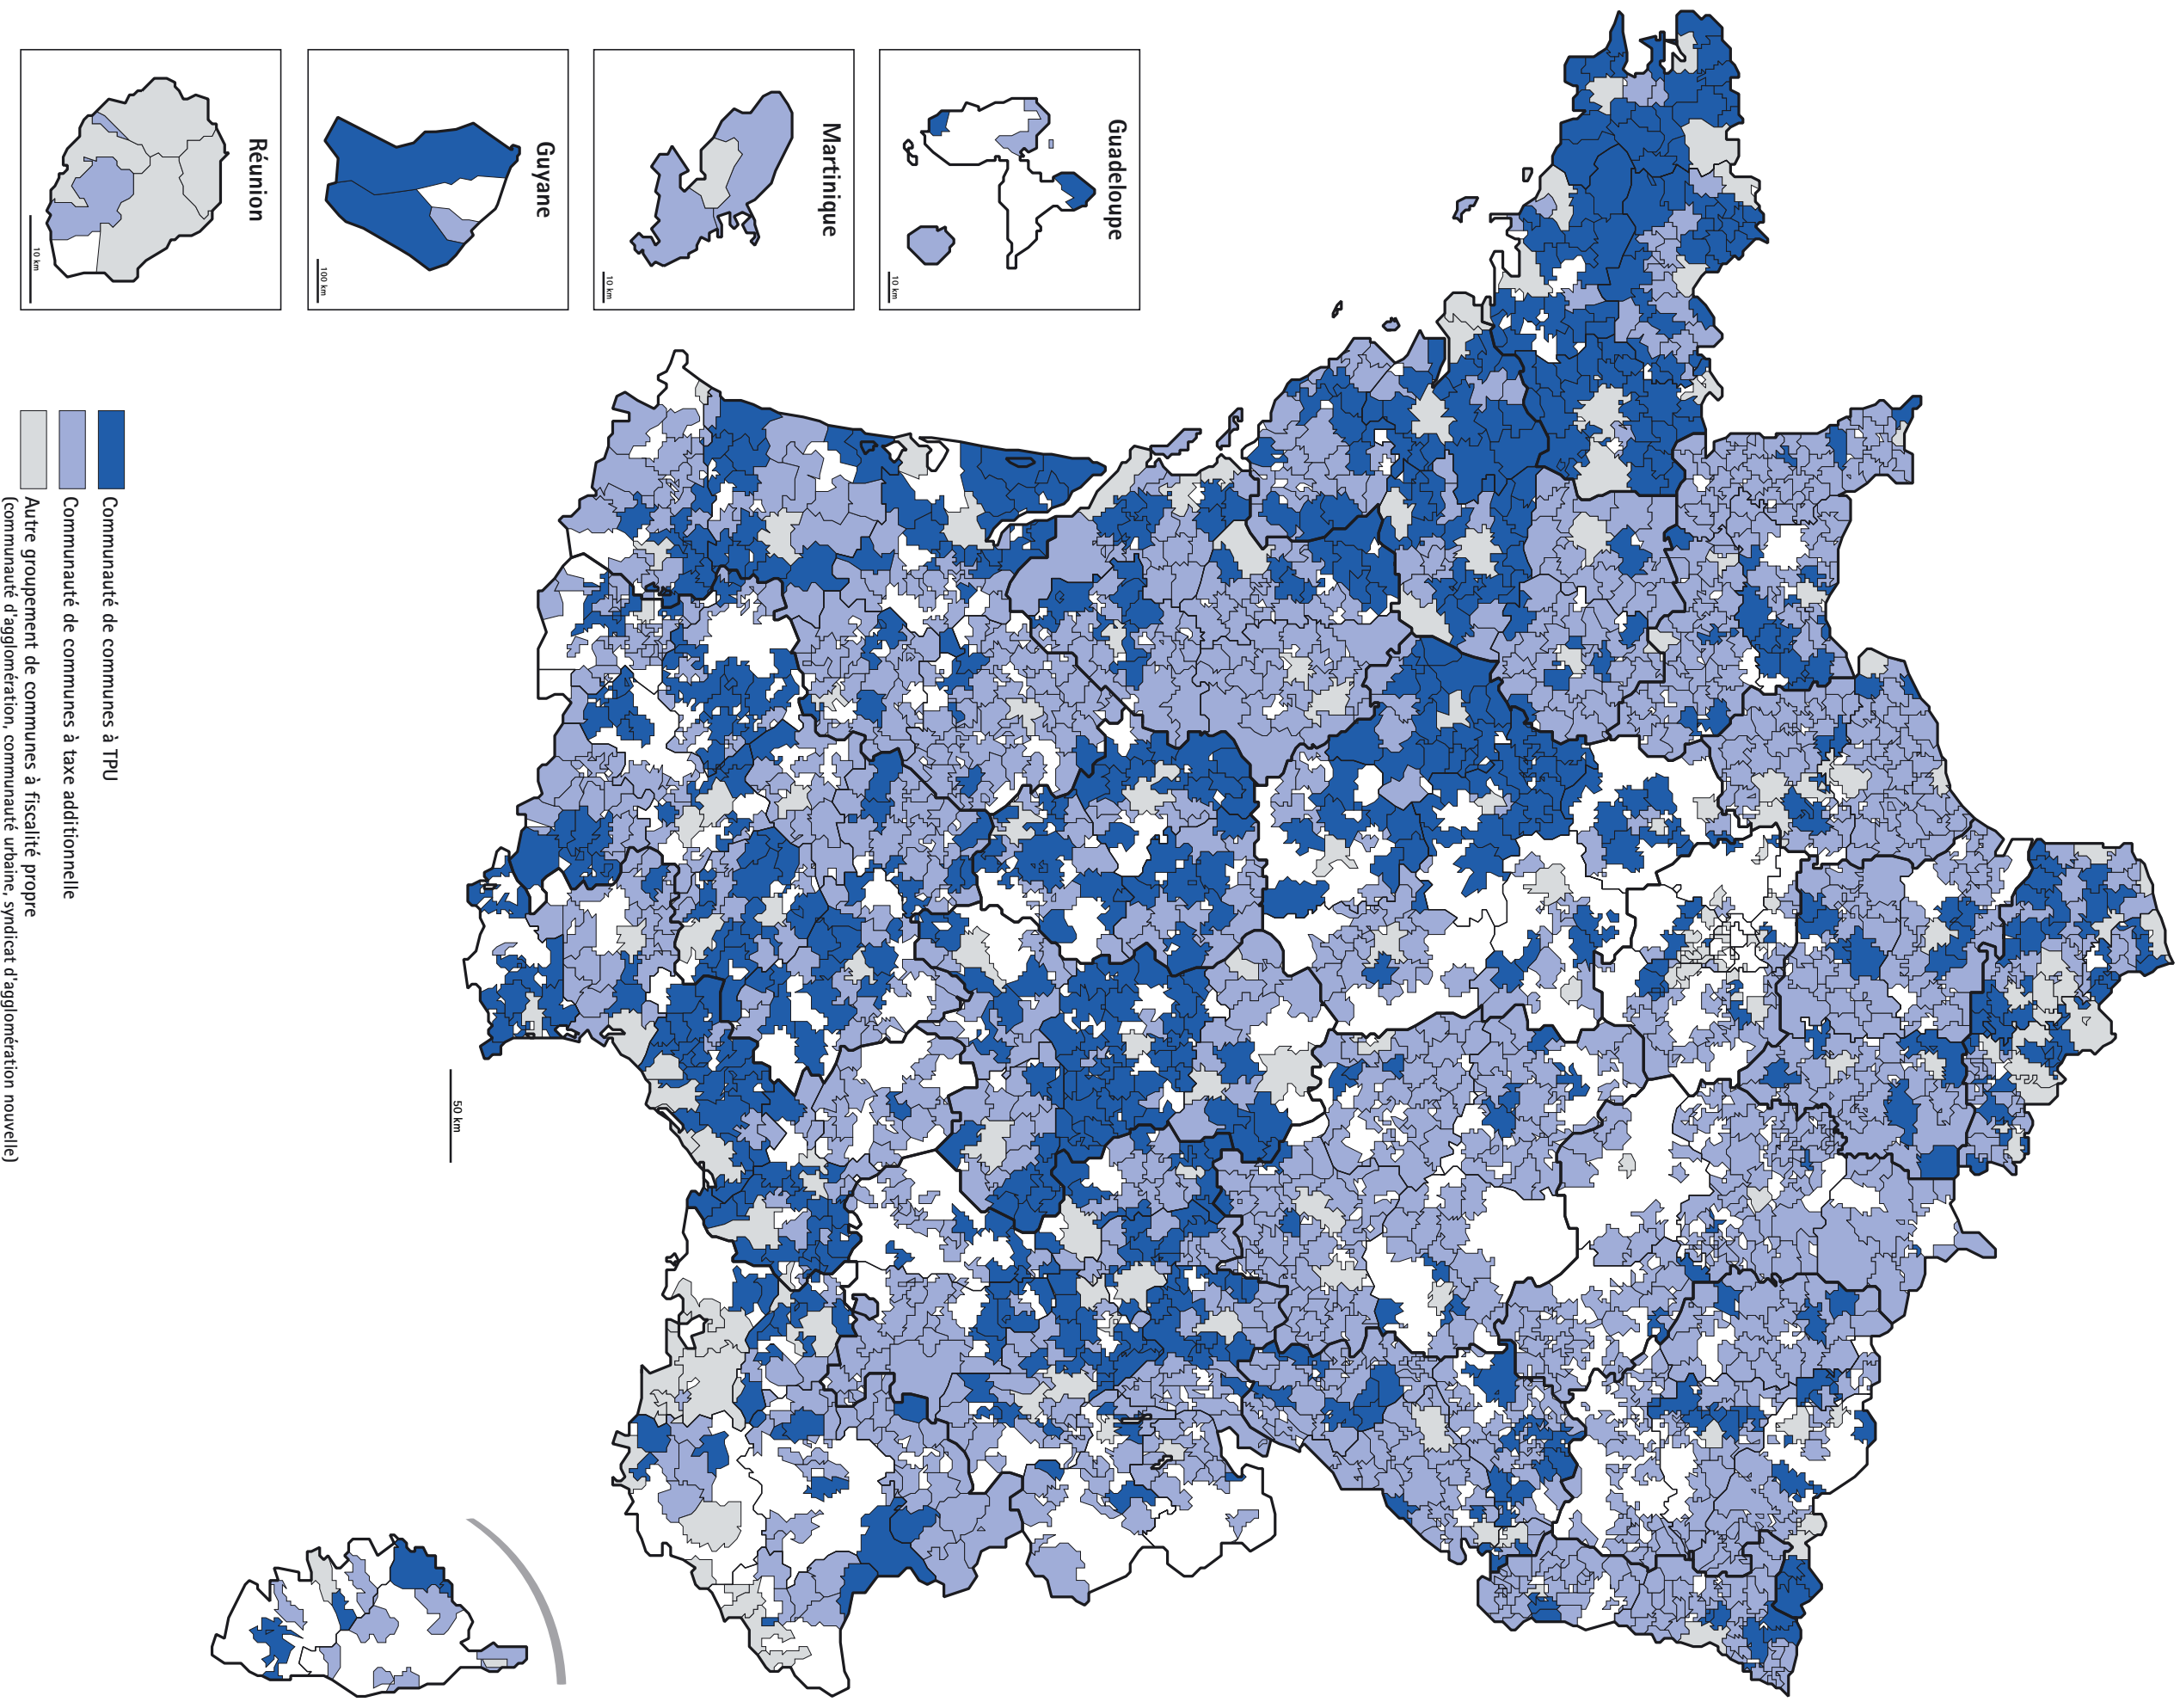 Guadeloupe
10 km
Martinique
10 km
Guyane
100 km
Réunion
10 km
50 km
Communauté de communes à TPU
Communauté de communes à taxe additionnelle
Autre groupement de communes à fiscalité propre
(communauté d'agglomération, communauté urbaine, syndicat d'agglomération nouvelle)